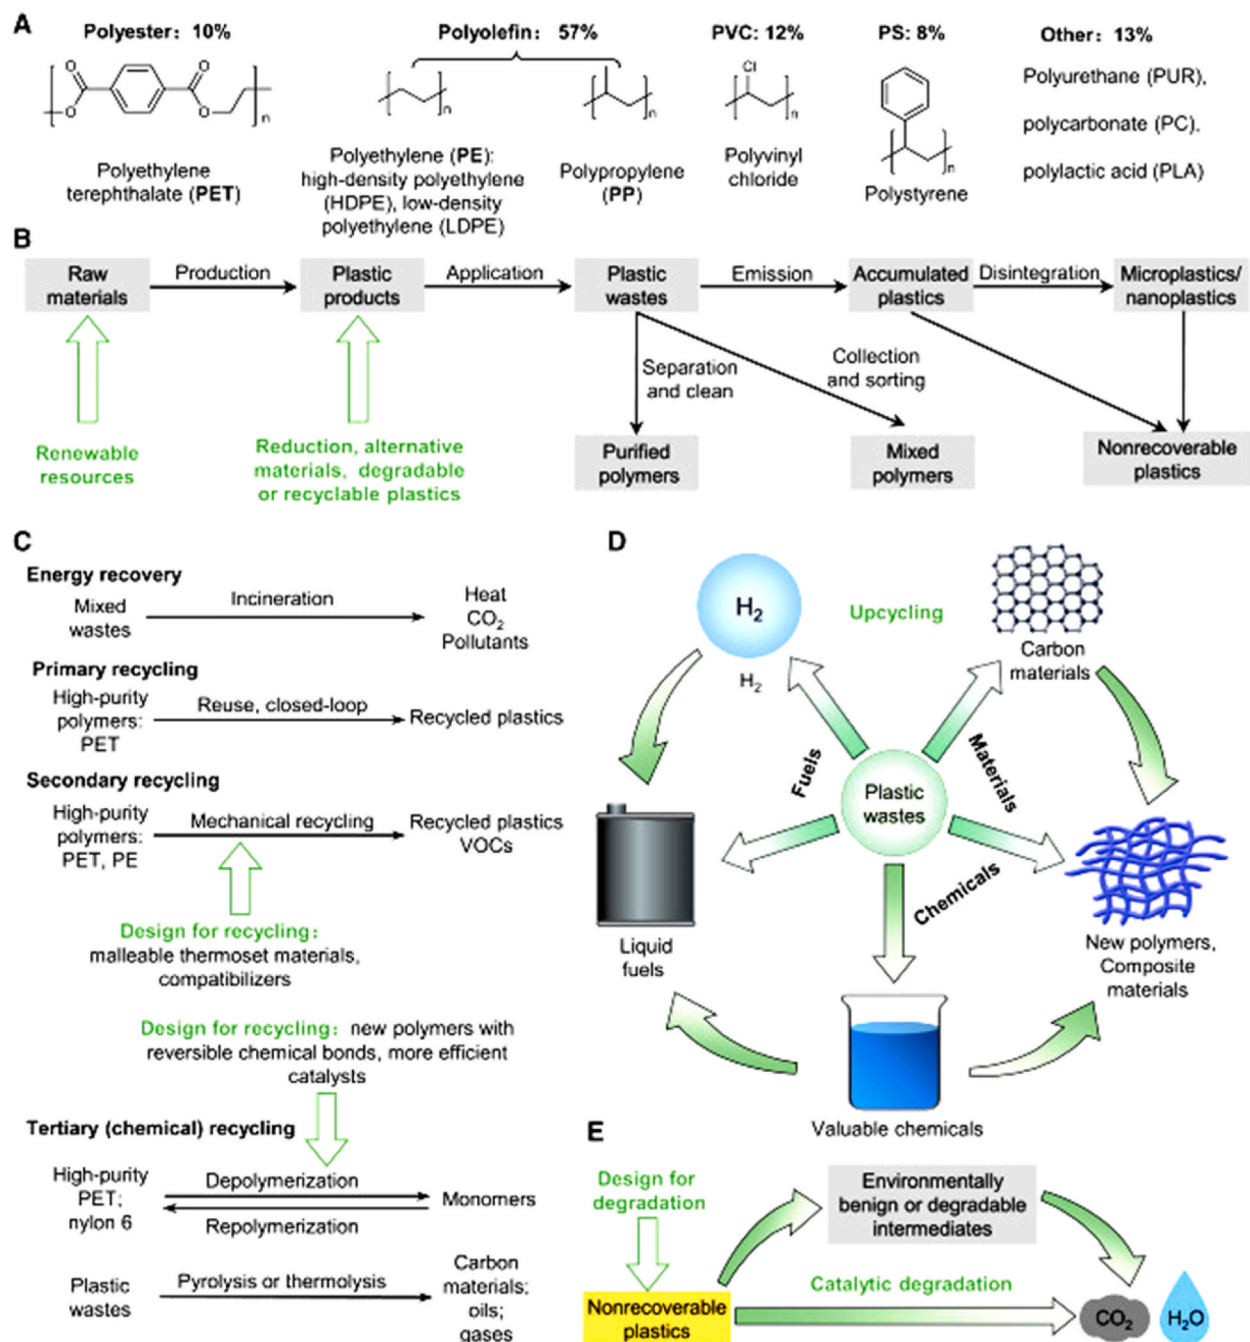 A
Polyester: 10%
O
O
O
O
n
Polyethylene
terephthalate (PET)
Polyolefin: 57%
n
n
Polyethylene (PE):
high-density polyethylene
(HDPE), low-density
polyethylene (LDPE)
Polypropylene
(PP)
PVC: 12%
Cl
n
Polyvinyl
chloride
PS: 8%
n
Polystyrene
Other: 13%
Polyurethane (PUR),
polycarbonate (PC),
polylactic acid (PLA)
B
Raw
materials
Production
Plastic
products
Application
Plastic
wastes
Emission
Accumulated
plastics
Disintegration
Microplastics/
nanoplastics
Separation
and clean
Collection
and sorting
Renewable
resources
Reduction, alternative
materials, degradable
or recyclable plastics
Purified
polymers
Mixed
polymers
Nonrecoverable
plastics
C
Energy recovery
Mixed
wastes
Incineration
Heat
CO2
Pollutants
Primary recycling
High-purity
polymers:
PET
Reuse, closed-loop
Recycled plastics
Secondary recycling
High-purity
polymers:
PET, PE
Mechanical recycling
Recycled plastics
VOCs
Design for recycling:
malleable thermoset materials,
compatibilizers
Design for recycling: new polymers with
reversible chemical bonds, more efficient
catalysts
Tertiary (chemical) recycling
High-purity
PET;
nylon 6
Depolymerization
Repolymerization
Monomers
Plastic
wastes
Pyrolysis or thermolysis
Carbon
materials;
oils;
gases
D
H2
H2
Upcycling
Carbon
materials
Fuels
Materials
Plastic
wastes
Chemicals
Liquid
fuels
New polymers,
Composite
materials
Valuable chemicals
E
Design for
degradation
Environmentally
benign or degradable
intermediates
Catalytic degradation
Nonrecoverable
plastics
CO2
H2O